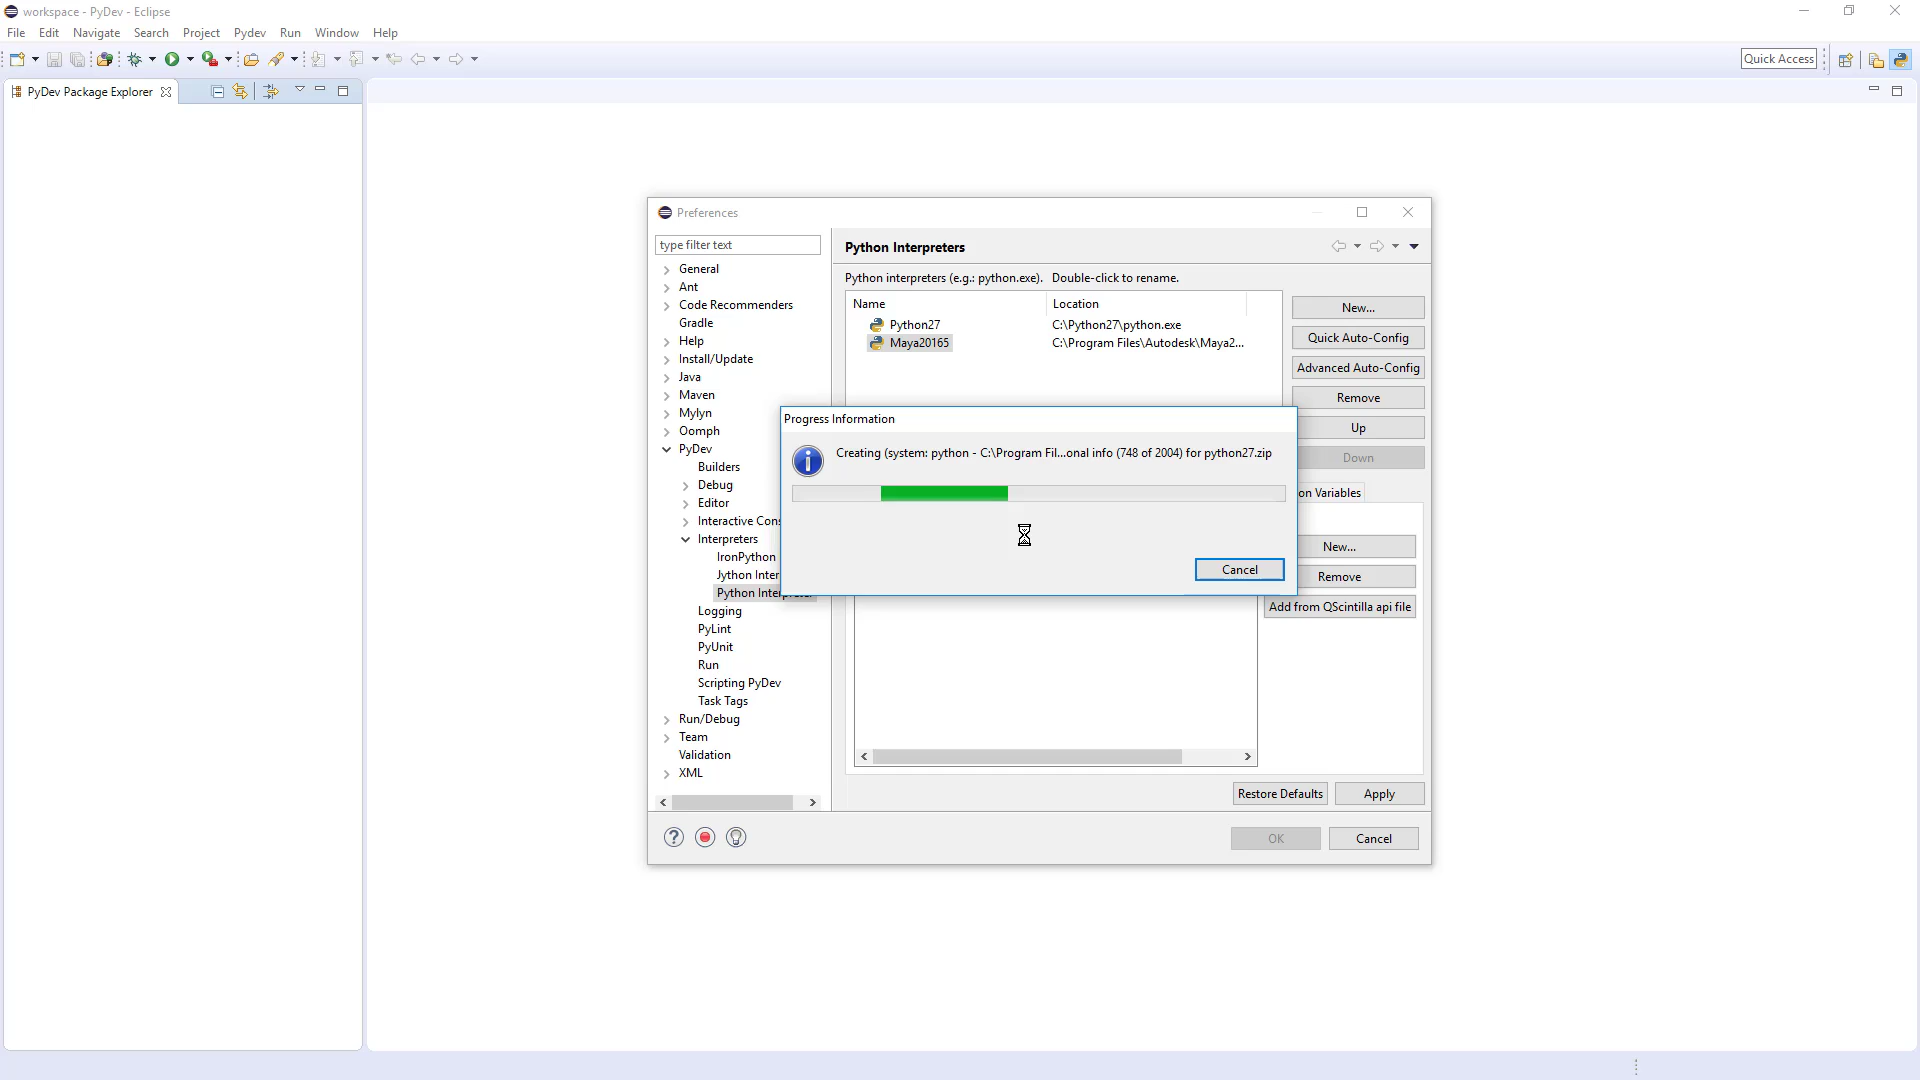 workspace - PyDev - Eclipse
File Edit Navigate Search Project Pydev Run Window Help
Quick Access
PyDev Package Explorer
Preferences
type filter text
General
Ant
Code Recommenders
Gradle
Help
Install/Update
Java
Maven
Mylyn
Oomph
PyDev
Builders
Debug
Editor
Interactive Cons
Interpreters
IronPython
Jython Inter
Python Interpreter
Logging
PyLint
PyUnit
Run
Scripting PyDev
Task Tags
Run/Debug
Team
Validation
XML
Python Interpreters
Python interpreters (e.g.: python.exe). Double-click to rename.
Name Location
Python27 C:\Python27\python.exe
Maya20165 C:\Program Files\Autodesk\Maya2...
New...
Quick Auto-Config
Advanced Auto-Config
Remove
Up
Down
Progress Information
Creating (system: python - C:\Program Fil...onal info (748 of 2004) for python27.zip
Cancel
on Variables
New...
Remove
Add from QScintilla api file
Restore Defaults Apply
OK Cancel